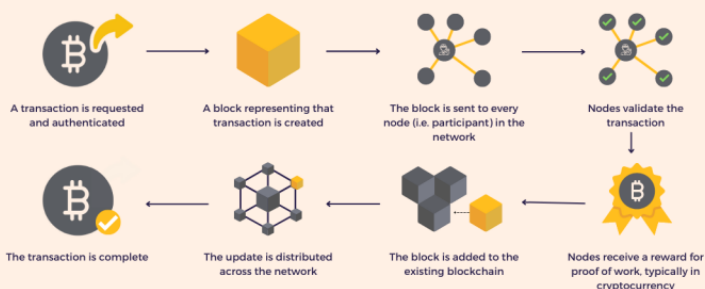 A transaction is requested
and authenticated
A block representing that
transaction is created
The block is sent to every
node (i.e. participant) in the
network
Nodes validate the
transaction
The transaction is complete
The update is distributed
across the network
The block is added to the
existing blockchain
Nodes receive a reward for
proof of work, typically in
cryptocurrency